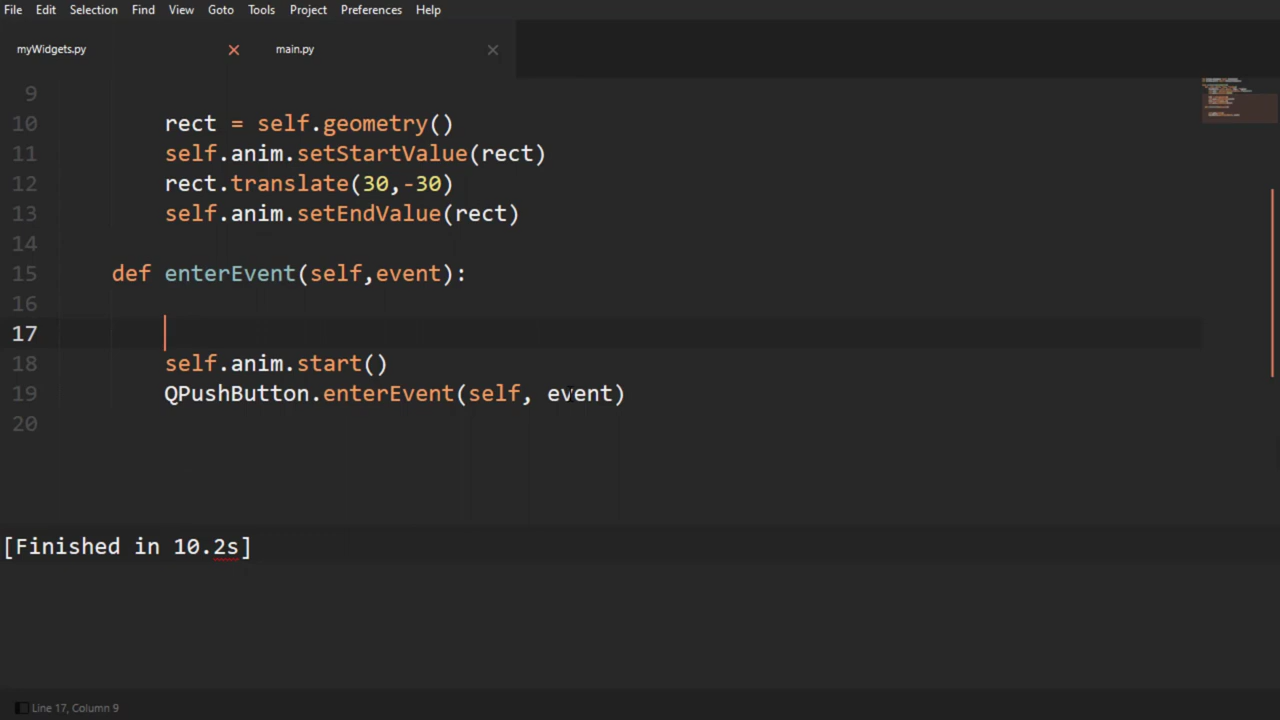 File Edit Selection Find View Goto Tools Project Preferences Help
myWidgets.py × main.py ×
9
10 rect = self.geometry()
11 self.anim.setStartValue(rect)
12 rect.translate(30,-30)
13 self.anim.setEndValue(rect)
14
15 def enterEvent(self,event):
16
17
18 self.anim.start()
19 QPushButton.enterEvent(self, event)
20
[Finished in 10.2s]
Line 17, Column 9